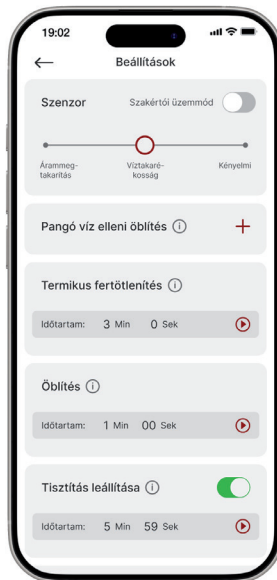 19:02
Beállítások
Szenzor Szakértői üzemmód
Árammeg-
takarítás
Víztakaré-
kosság
Kényelmi
Pangó víz elleni öblítés
Termikus fertőtlenítés
Időtartam: 3 Min 0 Sek
Öblítés
Időtartam: 1 Min 00 Sek
Tisztítás leállítása
Időtartam: 5 Min 59 Sek